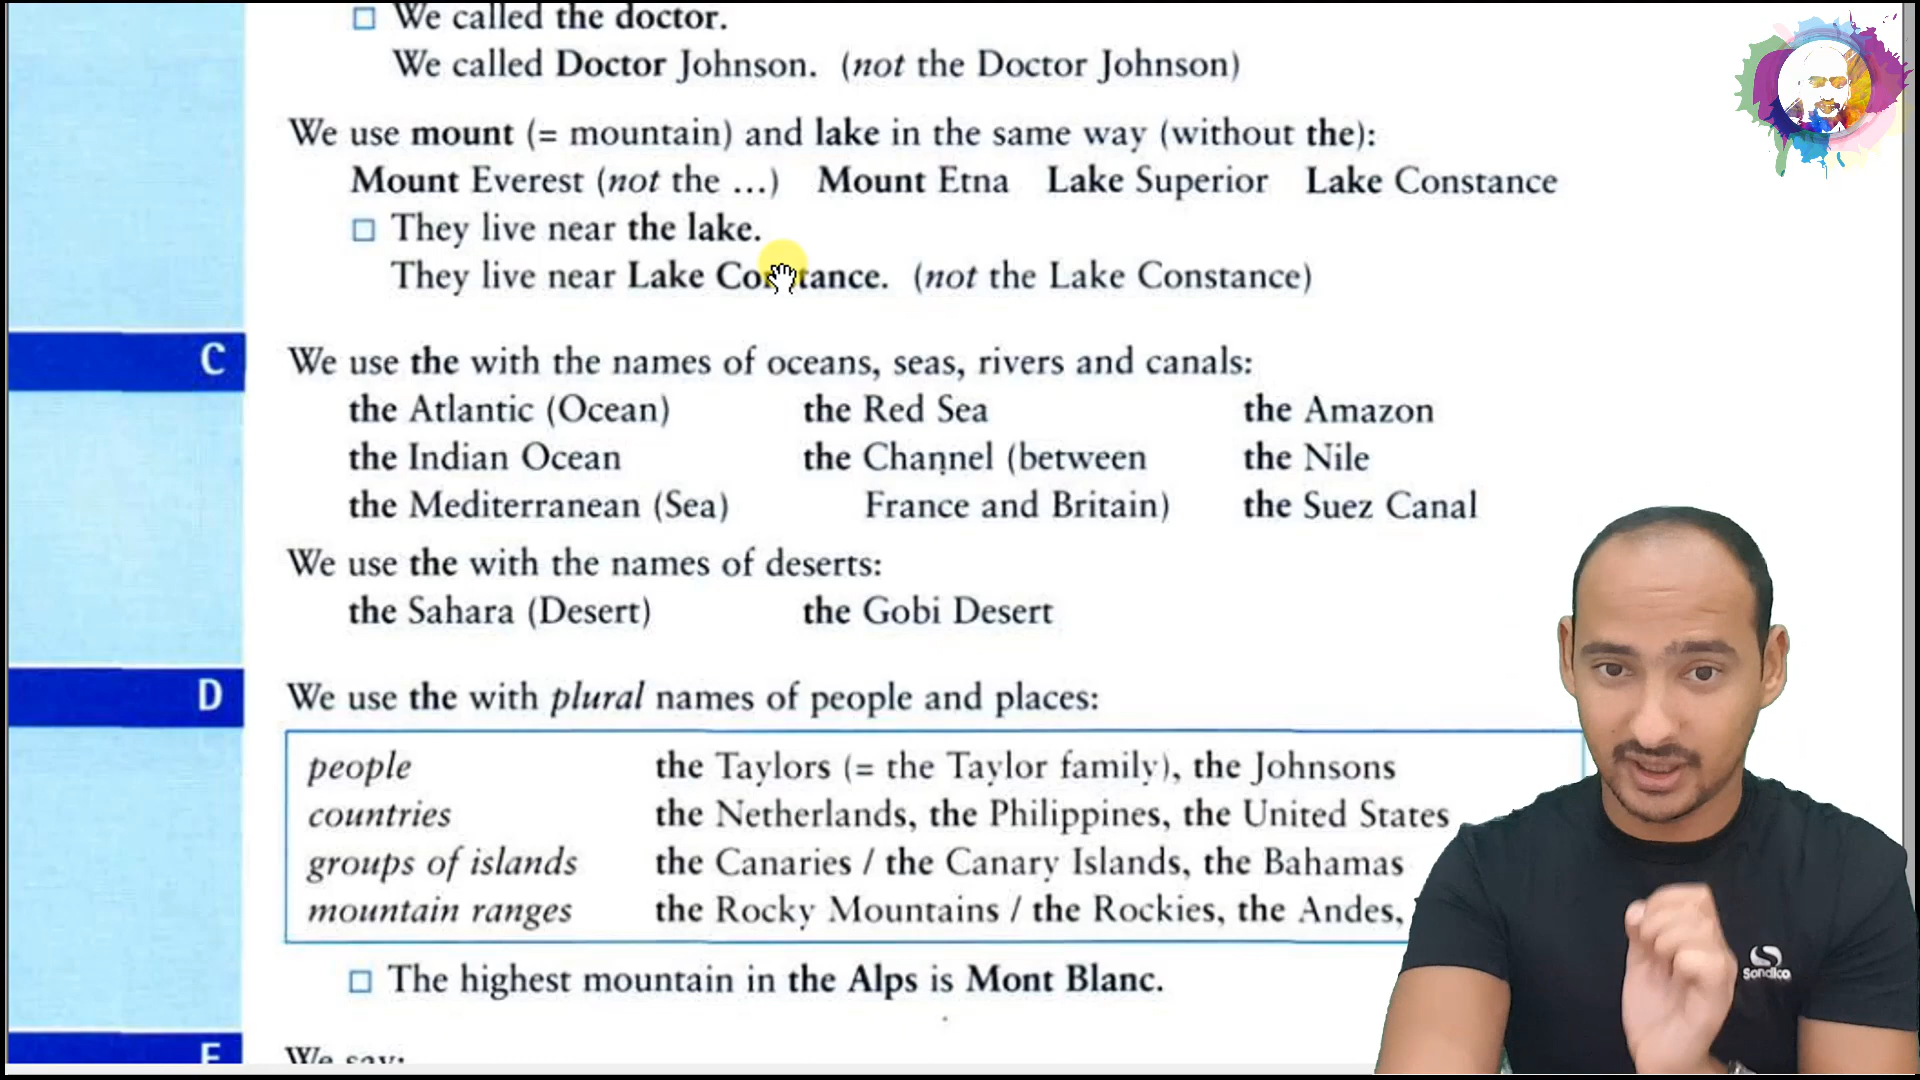 We called the doctor.
We called Doctor Johnson. (not the Doctor Johnson)
We use mount (= mountain) and lake in the same way (without the):
Mount Everest (not the ...) Mount Etna Lake Superior Lake Constance
They live near the lake.
They live near Lake Constance. (not the Lake Constance)
C
We use the with the names of oceans, seas, rivers and canals:
the Atlantic (Ocean) the Red Sea the Amazon
the Indian Ocean the Channel (between the Nile
the Mediterranean (Sea) France and Britain) the Suez Canal
We use the with the names of deserts:
the Sahara (Desert) the Gobi Desert
D
We use the with plural names of people and places:
people the Taylors (= the Taylor family), the Johnsons
countries the Netherlands, the Philippines, the United States
groups of islands the Canaries / the Canary Islands, the Bahamas
mountain ranges the Rocky Mountains / the Rockies, the Andes,
The highest mountain in the Alps is Mont Blanc.
We say:
Sondico